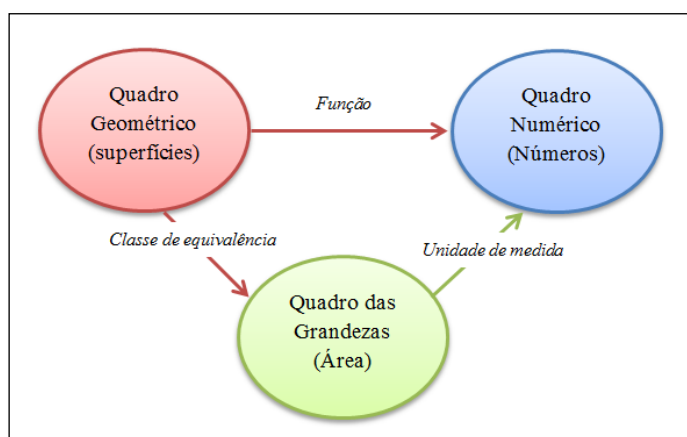 Quadro
Geométrico
(superfícies)
Função
Quadro
Numérico
(Números)
Classe de equivalência
Unidade de medida
Quadro das
Grandezas
(Área)